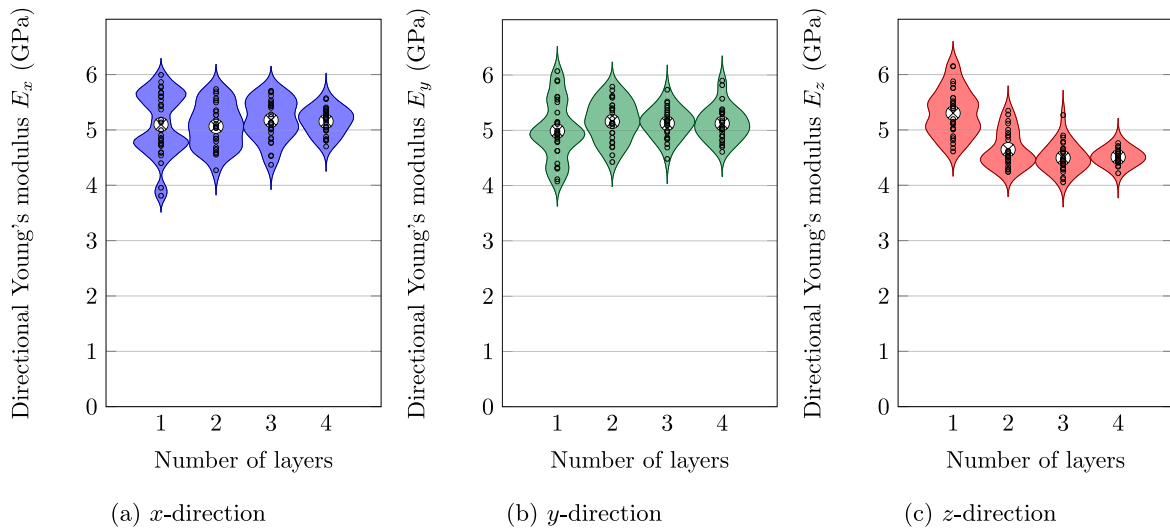 Directional Young's modulus E_x (GPa)
6
5
4
3
2
1
0
1 2 3 4
Number of layers
(a) x-direction
Directional Young's modulus E_y (GPa)
6
5
4
3
2
1
0
1 2 3 4
Number of layers
(b) y-direction
Directional Young's modulus E_z (GPa)
6
5
4
3
2
1
0
1 2 3 4
Number of layers
(c) z-direction